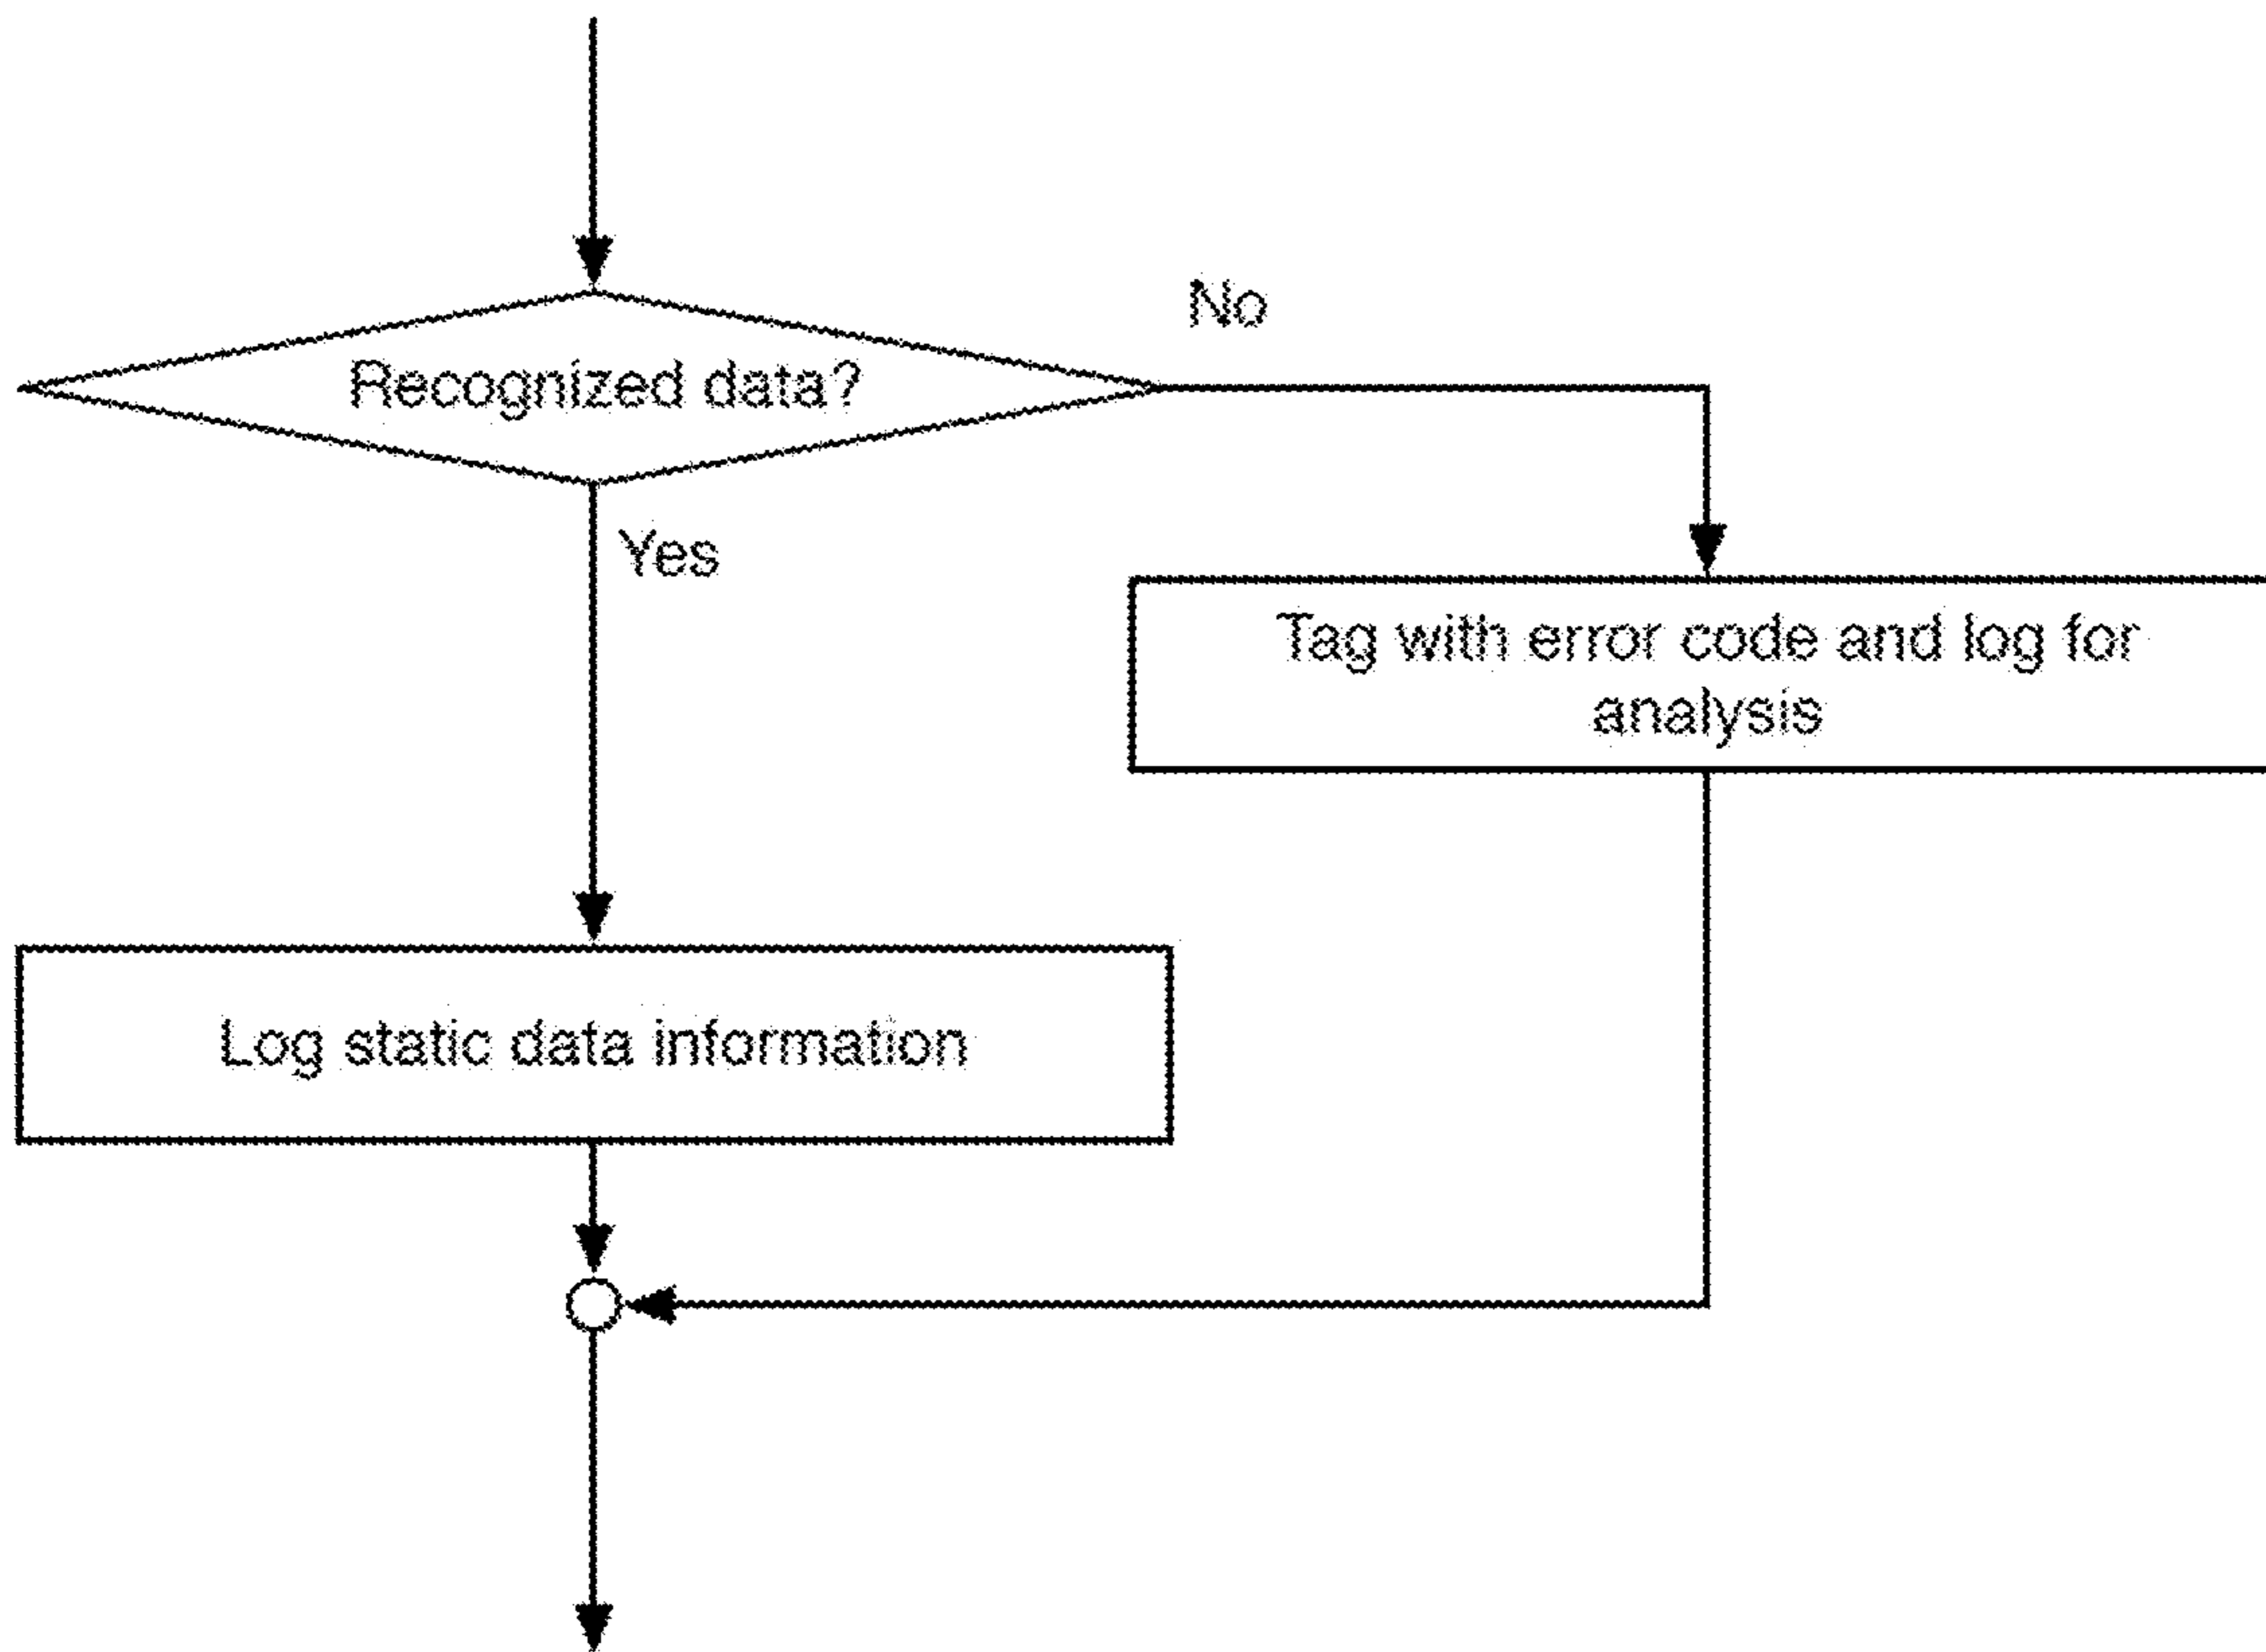 No
Recognized data?
Yes
Tag with error code and log for
analysis
Log static data information